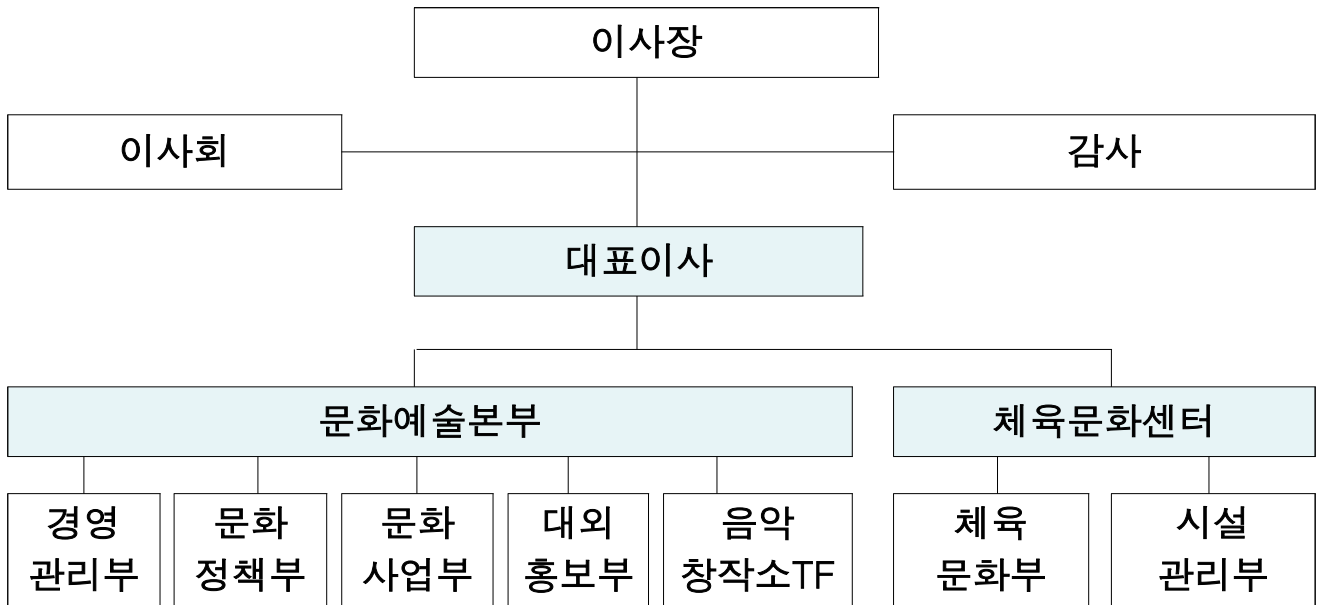 이사장
이사회
감사
대표이사
문화예술본부
체육문화센터
경영
관리부
문화
정책부
문화
사업부
대외
홍보부
음악
창작소TF
체육
문화부
시설
관리부